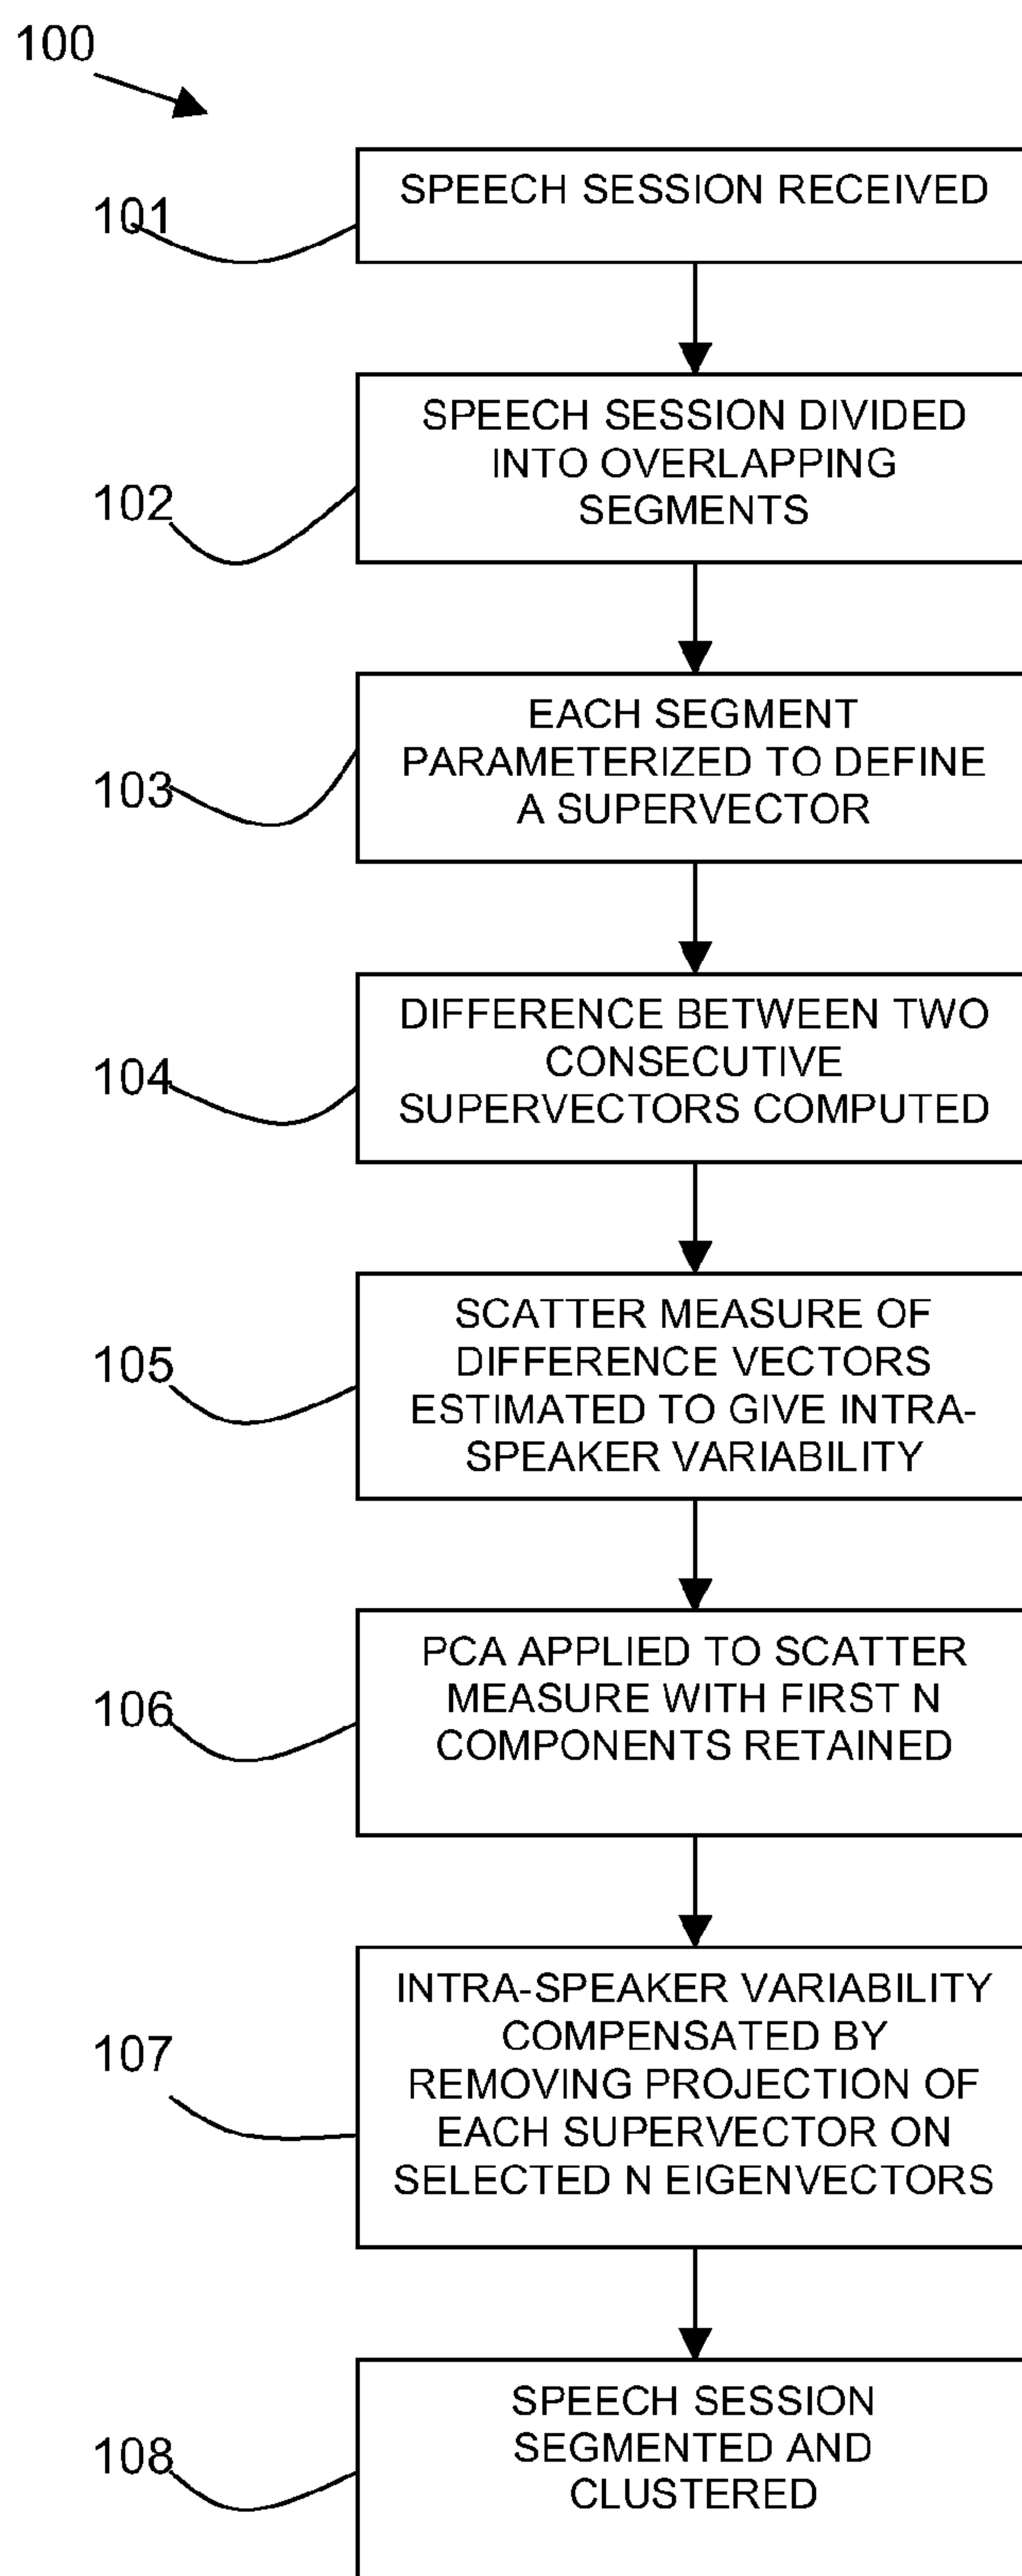 100
101
SPEECH SESSION RECEIVED
102
SPEECH SESSION DIVIDED
INTO OVERLAPPING
SEGMENTS
103
EACH SEGMENT
PARAMETERIZED TO DEFINE
A SUPERVECTOR
104
DIFFERENCE BETWEEN TWO
CONSECUTIVE
SUPERVECTORS COMPUTED
105
SCATTER MEASURE OF
DIFFERENCE VECTORS
ESTIMATED TO GIVE INTRA-
SPEAKER VARIABILITY
106
PCA APPLIED TO SCATTER
MEASURE WITH FIRST N
COMPONENTS RETAINED
107
INTRA-SPEAKER VARIABILITY
COMPENSATED BY
REMOVING PROJECTION OF
EACH SUPERVECTOR ON
SELECTED N EIGENVECTORS
108
SPEECH SESSION
SEGMENTED AND
CLUSTERED